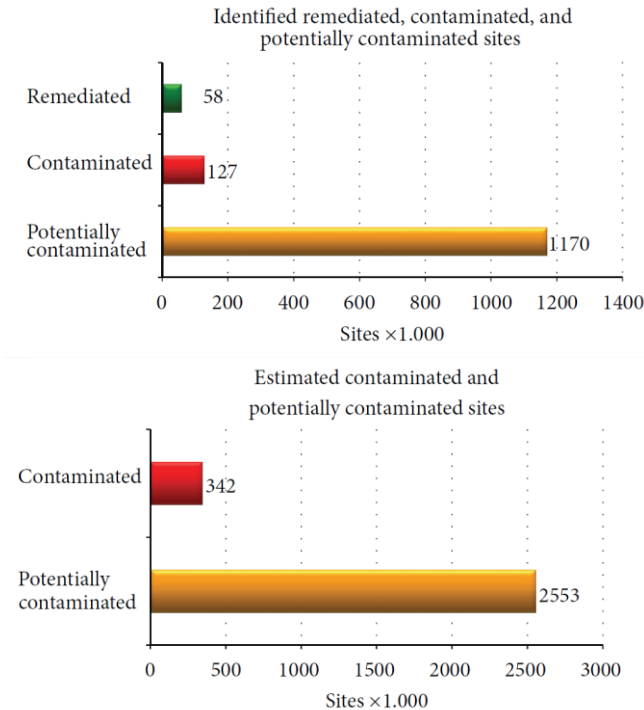 Identified remediated, contaminated, and
potentially contaminated sites
Remediated
58
Contaminated
127
Potentially
contaminated
1170
0 200 400 600 800 1000 1200 1400
Sites ×1.000
Estimated contaminated and
potentially contaminated sites
Contaminated
342
Potentially
contaminated
2553
0 500 1000 1500 2000 2500 3000
Sites ×1.000